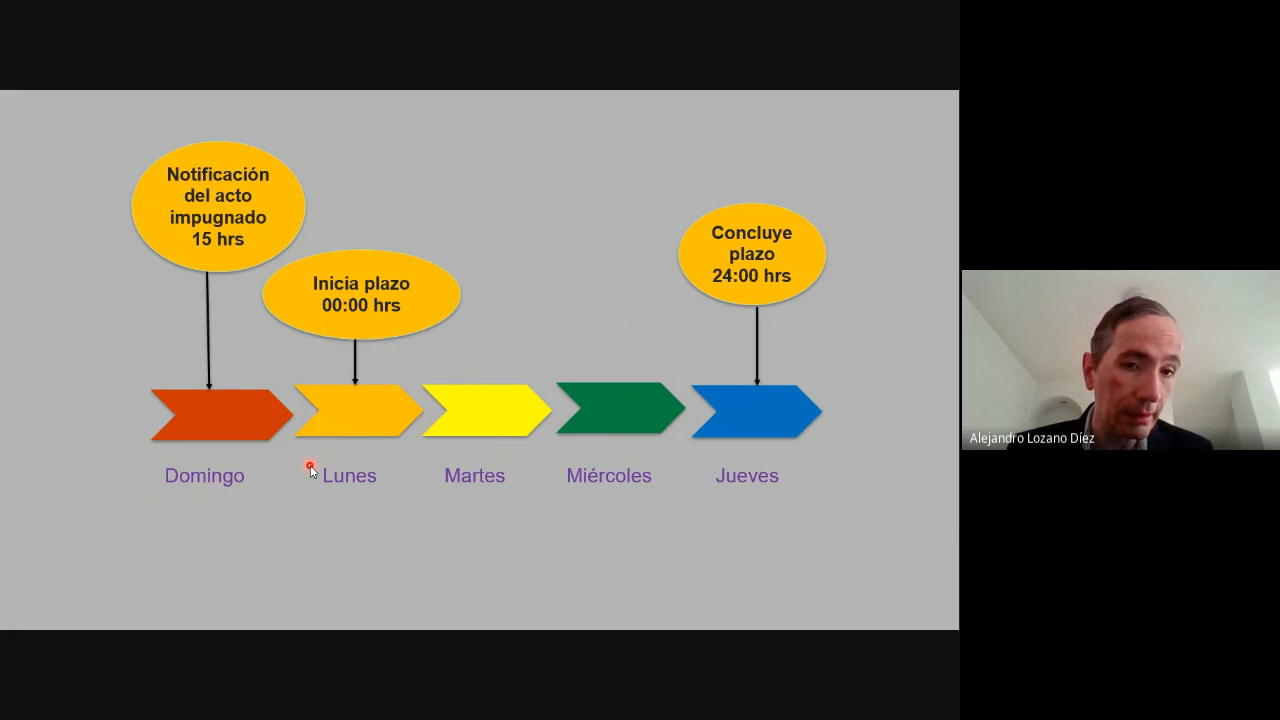 Notificación
del acto
impugnado
15 hrs
Inicia plazo
00:00 hrs
Concluye
plazo
24:00 hrs
Domingo
Lunes
Martes
Miércoles
Jueves
Alejandro Lozano Díez